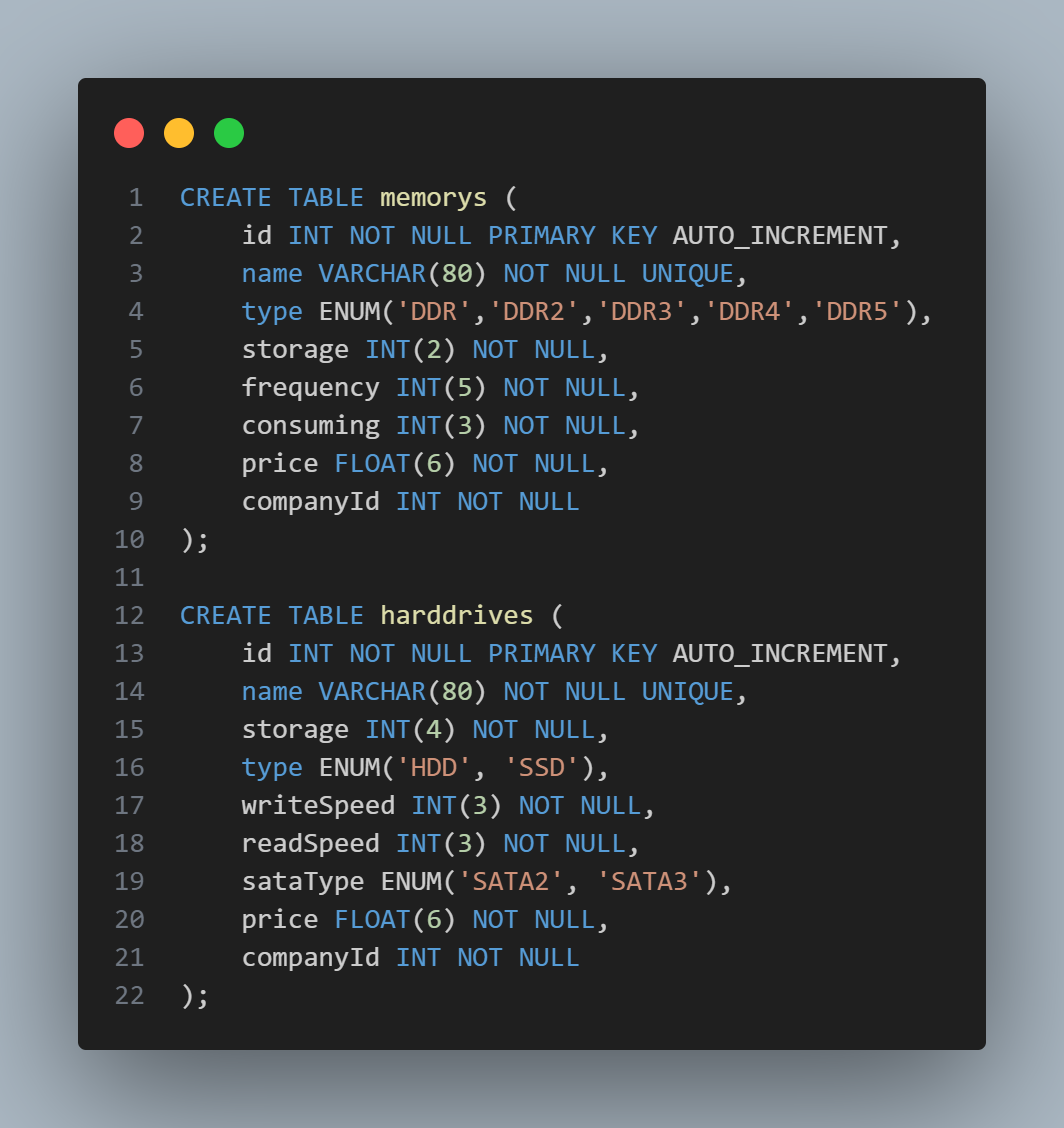 1 CREATE TABLE memorys (
2     id INT NOT NULL PRIMARY KEY AUTO_INCREMENT,
3     name VARCHAR(80) NOT NULL UNIQUE,
4     type ENUM('DDR','DDR2','DDR3','DDR4','DDR5'),
5     storage INT(2) NOT NULL,
6     frequency INT(5) NOT NULL,
7     consuming INT(3) NOT NULL,
8     price FLOAT(6) NOT NULL,
9     companyId INT NOT NULL
10 );
11
12 CREATE TABLE harddrives (
13     id INT NOT NULL PRIMARY KEY AUTO_INCREMENT,
14     name VARCHAR(80) NOT NULL UNIQUE,
15     storage INT(4) NOT NULL,
16     type ENUM('HDD', 'SSD'),
17     writeSpeed INT(3) NOT NULL,
18     readSpeed INT(3) NOT NULL,
19     sataType ENUM('SATA2', 'SATA3'),
20     price FLOAT(6) NOT NULL,
21     companyId INT NOT NULL
22 );